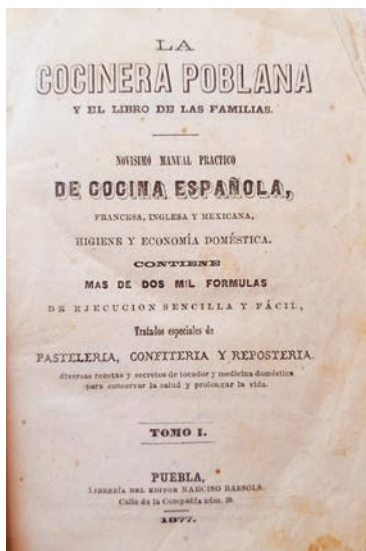 LA
COCINERA POBLANA
Y EL LIBRO DE LAS FAMILIAS.
NOVISIMO MANUAL PRACTICO
DE COCINA ESPAÑOLA,
FRANCESA, INGLESA Y MEXICANA,
HIGIENE Y ECONOMÍA DOMÉSTICA.
CONTIENE
MAS DE DOS MIL FORMULAS
DE EJECUCION SENCILLA Y FÁCIL,
Tratados especiales de
PASTELERIA, CONFITERIA Y REPOSTERIA.
diversas recetas y secretos de tocador y medicina doméstica
para conservar la salud y prolongar la vida.
TOMO I.
PUEBLA,
LIBRERÍA DEL EDITOR NARCISO BASSOLS.
Calle de la Compañía núm.
1877.